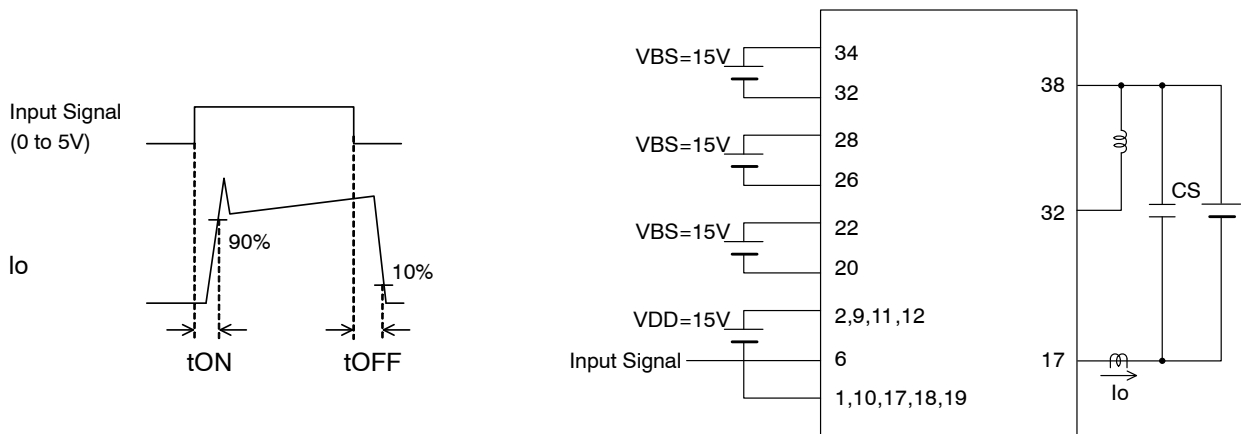 Input Signal
(0 to 5V)
Io
90%
10%
tON
tOFF
VBS=15V
34
32
VBS=15V
28
26
VBS=15V
22
20
VDD=15V
2,9,11,12
Input Signal
6
1,10,17,18,19
38
32
CS
17
Io